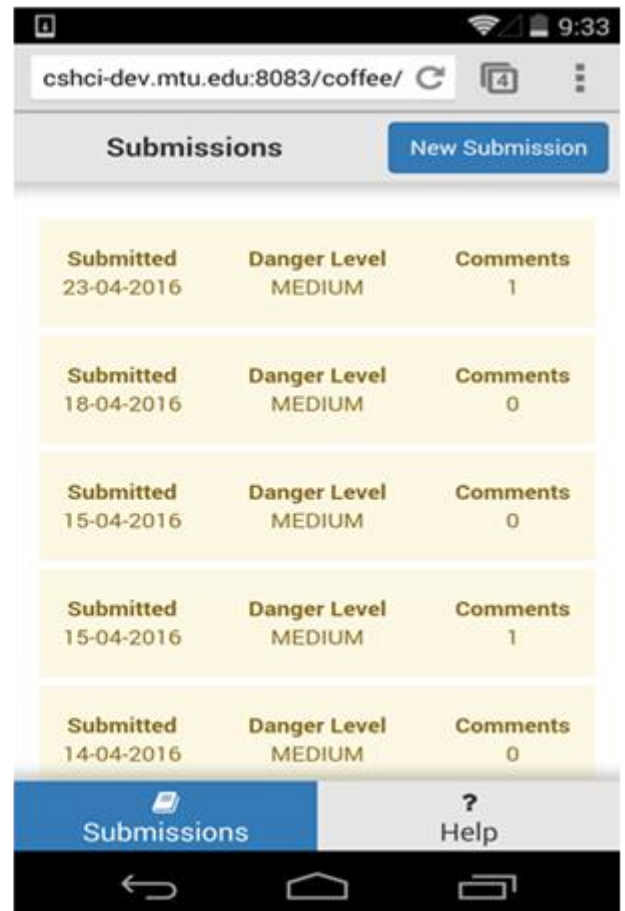 9:33
cshci-dev.mtu.edu:8083/coffee/ 4
Submissions New Submission
Submitted Danger Level Comments
23-04-2016 MEDIUM 1
Submitted Danger Level Comments
18-04-2016 MEDIUM 0
Submitted Danger Level Comments
15-04-2016 MEDIUM 0
Submitted Danger Level Comments
15-04-2016 MEDIUM 1
Submitted Danger Level Comments
14-04-2016 MEDIUM 0
?
Submissions Help